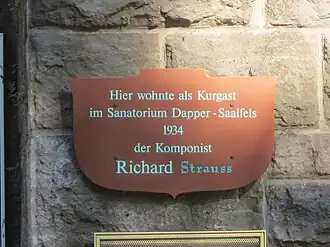 Hier wohnte als Kurgast
im Sanatorium Dapper-Saalfels
1934
der Komponist
Richard Strauss